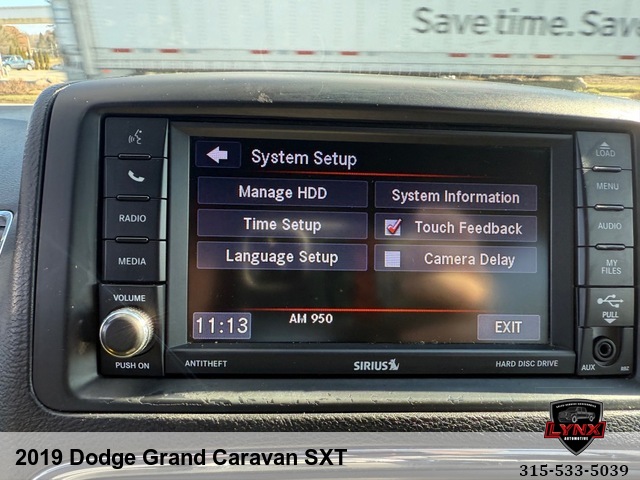 Save time. Save
System Setup
Manage HDD
System Information
Time Setup
Touch Feedback
Language Setup
Camera Delay
11:13
AM 950
EXIT
RADIO
MEDIA
VOLUME
PUSH ON
LOAD
MENU
AUDIO
MY
FILES
PULL
AUX
ANTITHEFT
SIRIUS
HARD DISC DRIVE
LYNX
AUTOMOTIVE
2019 Dodge Grand Caravan SXT
315-533-5039